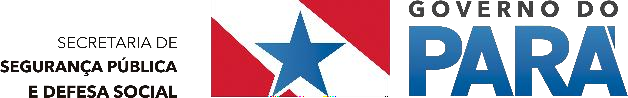 SECRETARIA DE
SEGURANÇA PÚBLICA
E DEFESA SOCIAL
GOVERNO DO
PARÁ